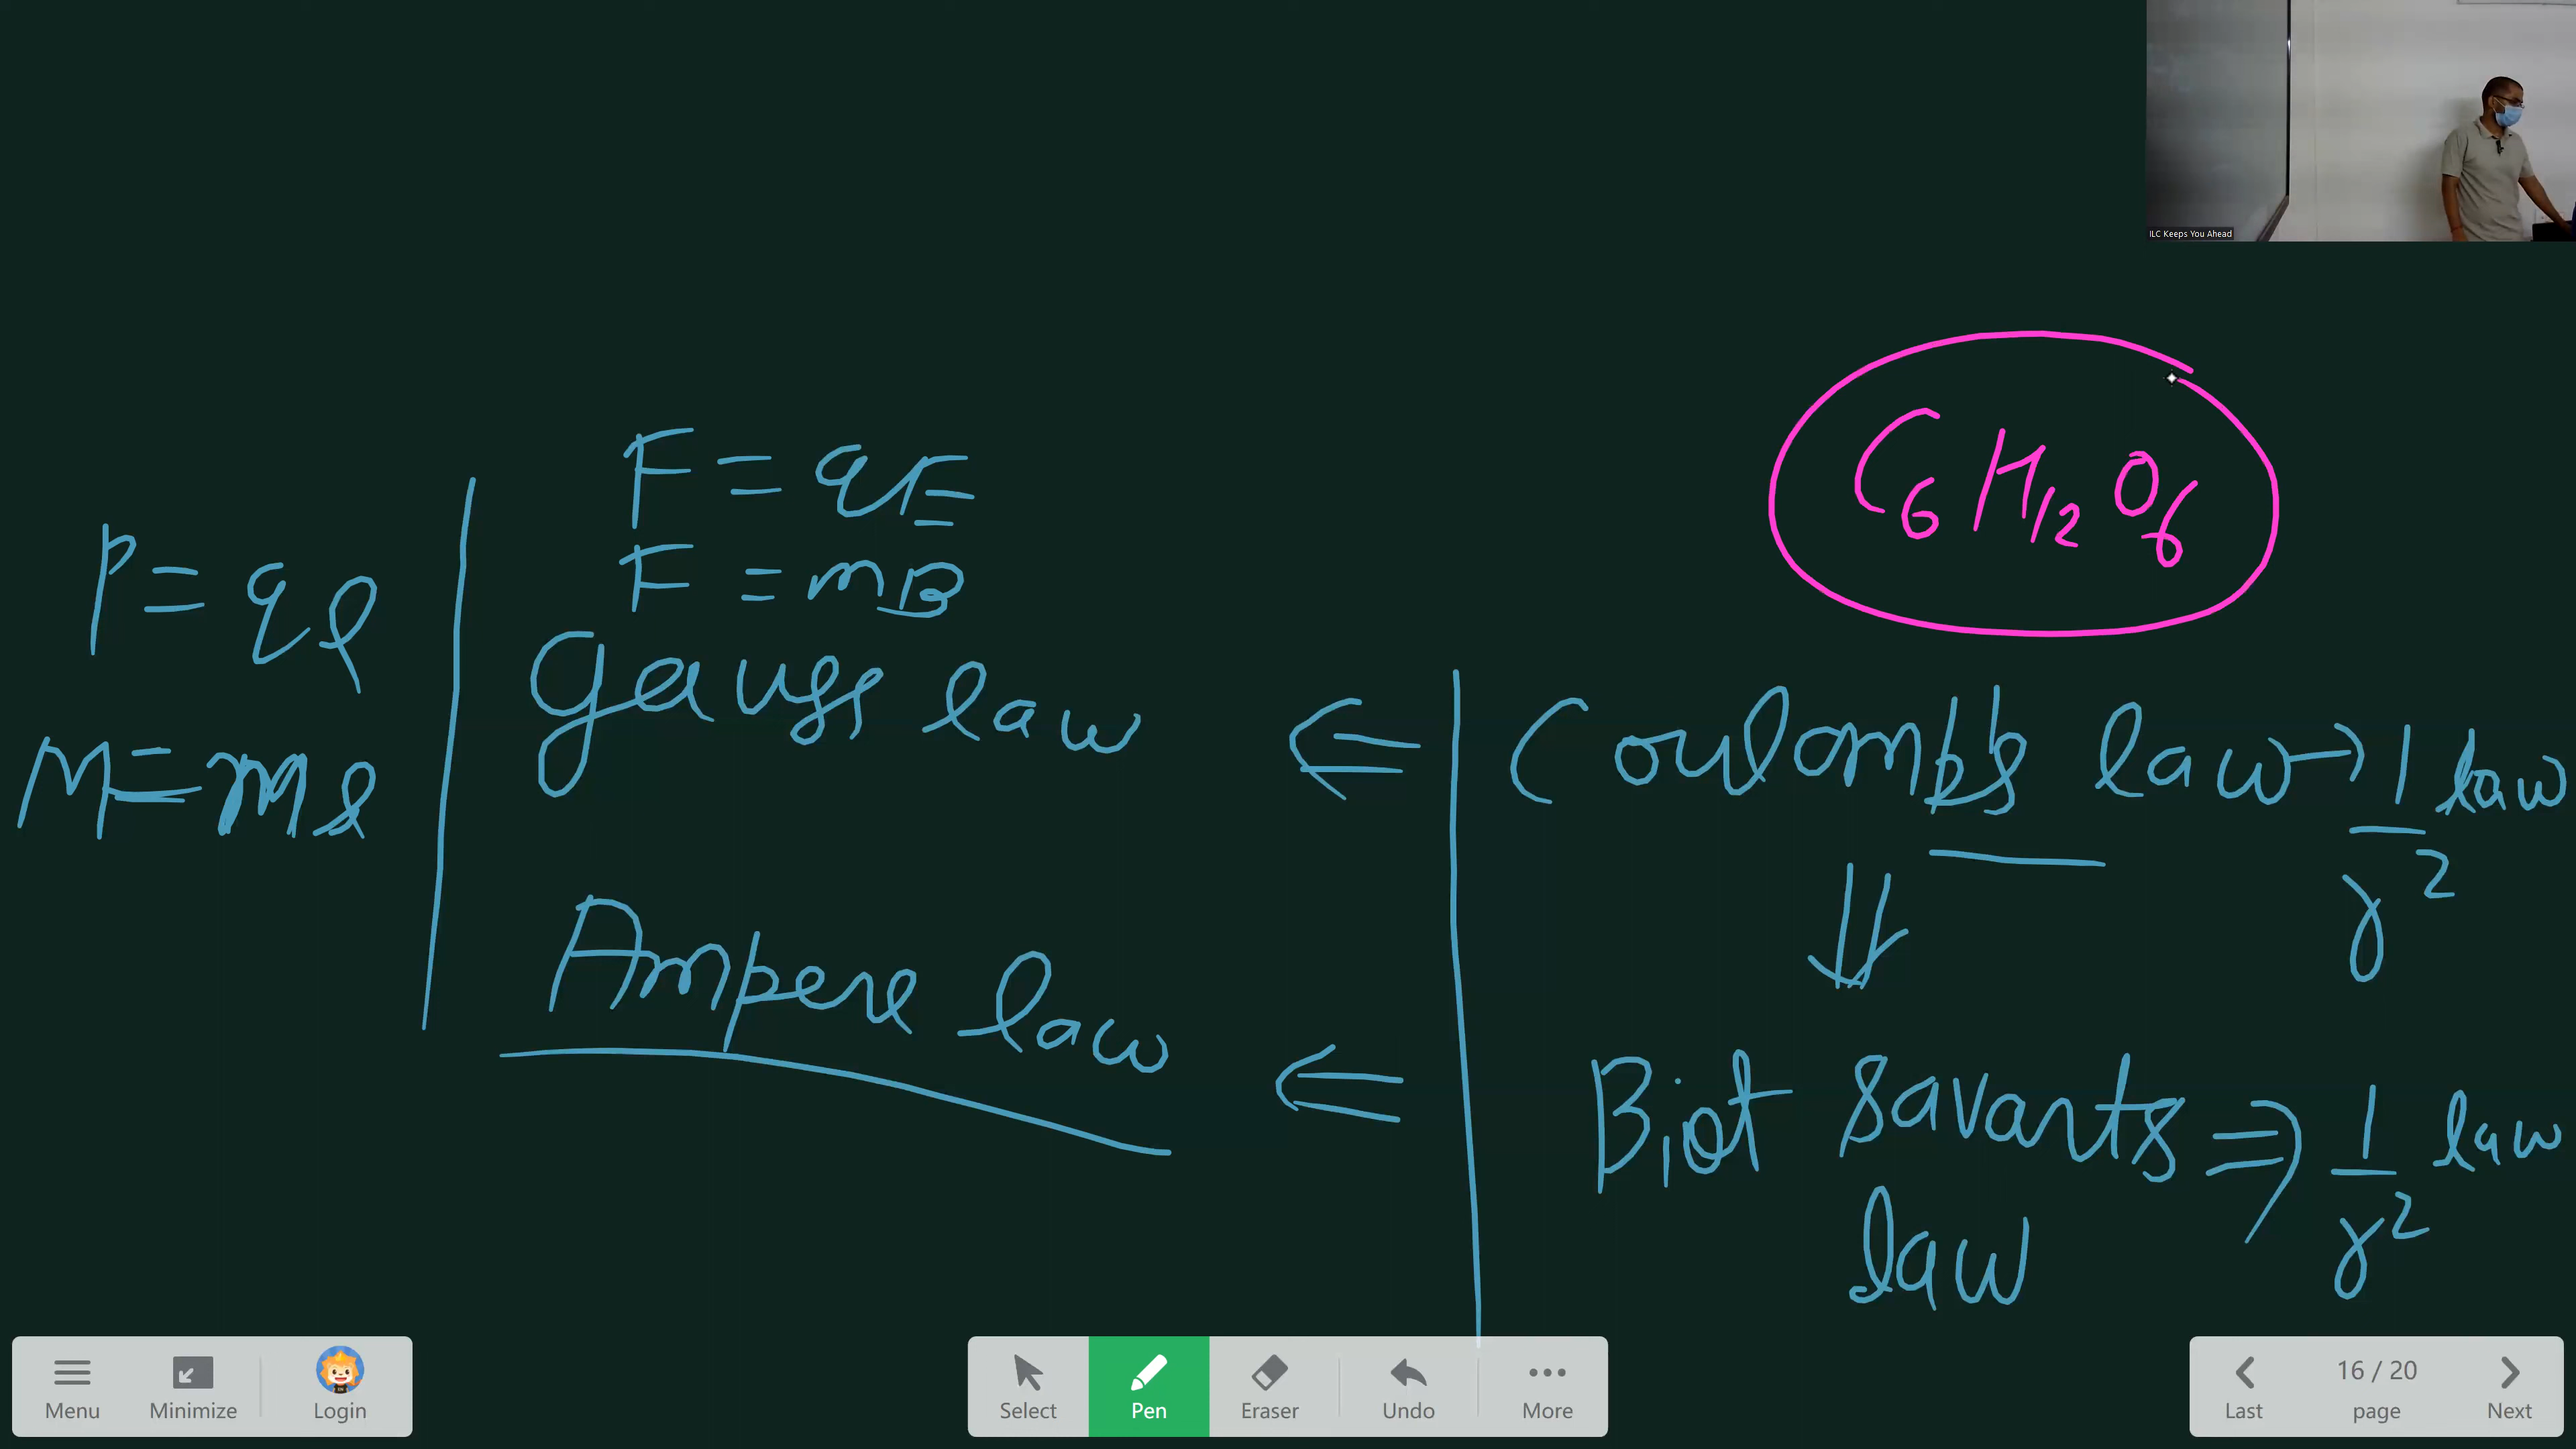 ILC Keeps You Ahead
C6H12O6
F = qE
F = mB
P = ql
M = ml
Gauss law ⇐ Coulomb's law → 1/r² law
⇓
Ampere law ⇐ Biot Savarts ⇒ 1/r² law
law
Menu
Minimize
Login
Select
Pen
Eraser
Undo
More
Last
16 / 20
page
Next